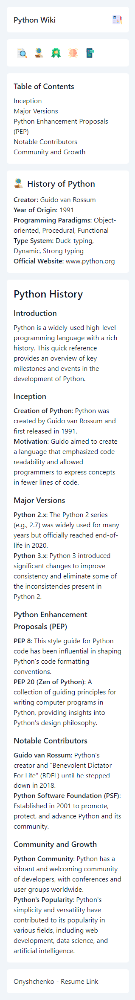 Python Wiki
Table of Contents
Inception
Major Versions
Python Enhancement Proposals
(PEP)
Notable Contributors
Community and Growth
History of Python
Creator: Guido van Rossum
Year of Origin: 1991
Programming Paradigms: Object-
oriented, Procedural, Functional
Type System: Duck-typing,
Dynamic, Strong typing
Official Website: www.python.org
Python History
Introduction
Python is a widely-used high-level
programming language with a rich
history. This quick reference
provides an overview of key
milestones and events in the
development of Python.
Inception
Creation of Python: Python was
created by Guido van Rossum and
first released in 1991.
Motivation: Guido aimed to create
a language that emphasized code
readability and allowed
programmers to express concepts
in fewer lines of code.
Major Versions
Python 2.x: The Python 2 series
(e.g., 2.7) was widely used for many
years but officially reached end-of-
life in 2020.
Python 3.x: Python 3 introduced
significant changes to improve
consistency and eliminate some of
the inconsistencies present in
Python 2.
Python Enhancement
Proposals (PEP)
PEP 8: This style guide for Python
code has been influential in shaping
Python's code formatting
conventions.
PEP 20 (Zen of Python): A
collection of guiding principles for
writing computer programs in
Python, providing insights into
Python's design philosophy.
Notable Contributors
Guido van Rossum: Python's
creator and "Benevolent Dictator
For Life" (BDFL) until he stepped
down in 2018.
Python Software Foundation (PSF):
Established in 2001 to promote,
protect, and advance Python and its
community.
Community and Growth
Python Community: Python has a
vibrant and welcoming community
of developers, with conferences and
user groups worldwide.
Python's Popularity: Python's
simplicity and versatility have
contributed to its popularity in
various fields, including web
development, data science, and
artificial intelligence.
Onyshchenko - Resume Link